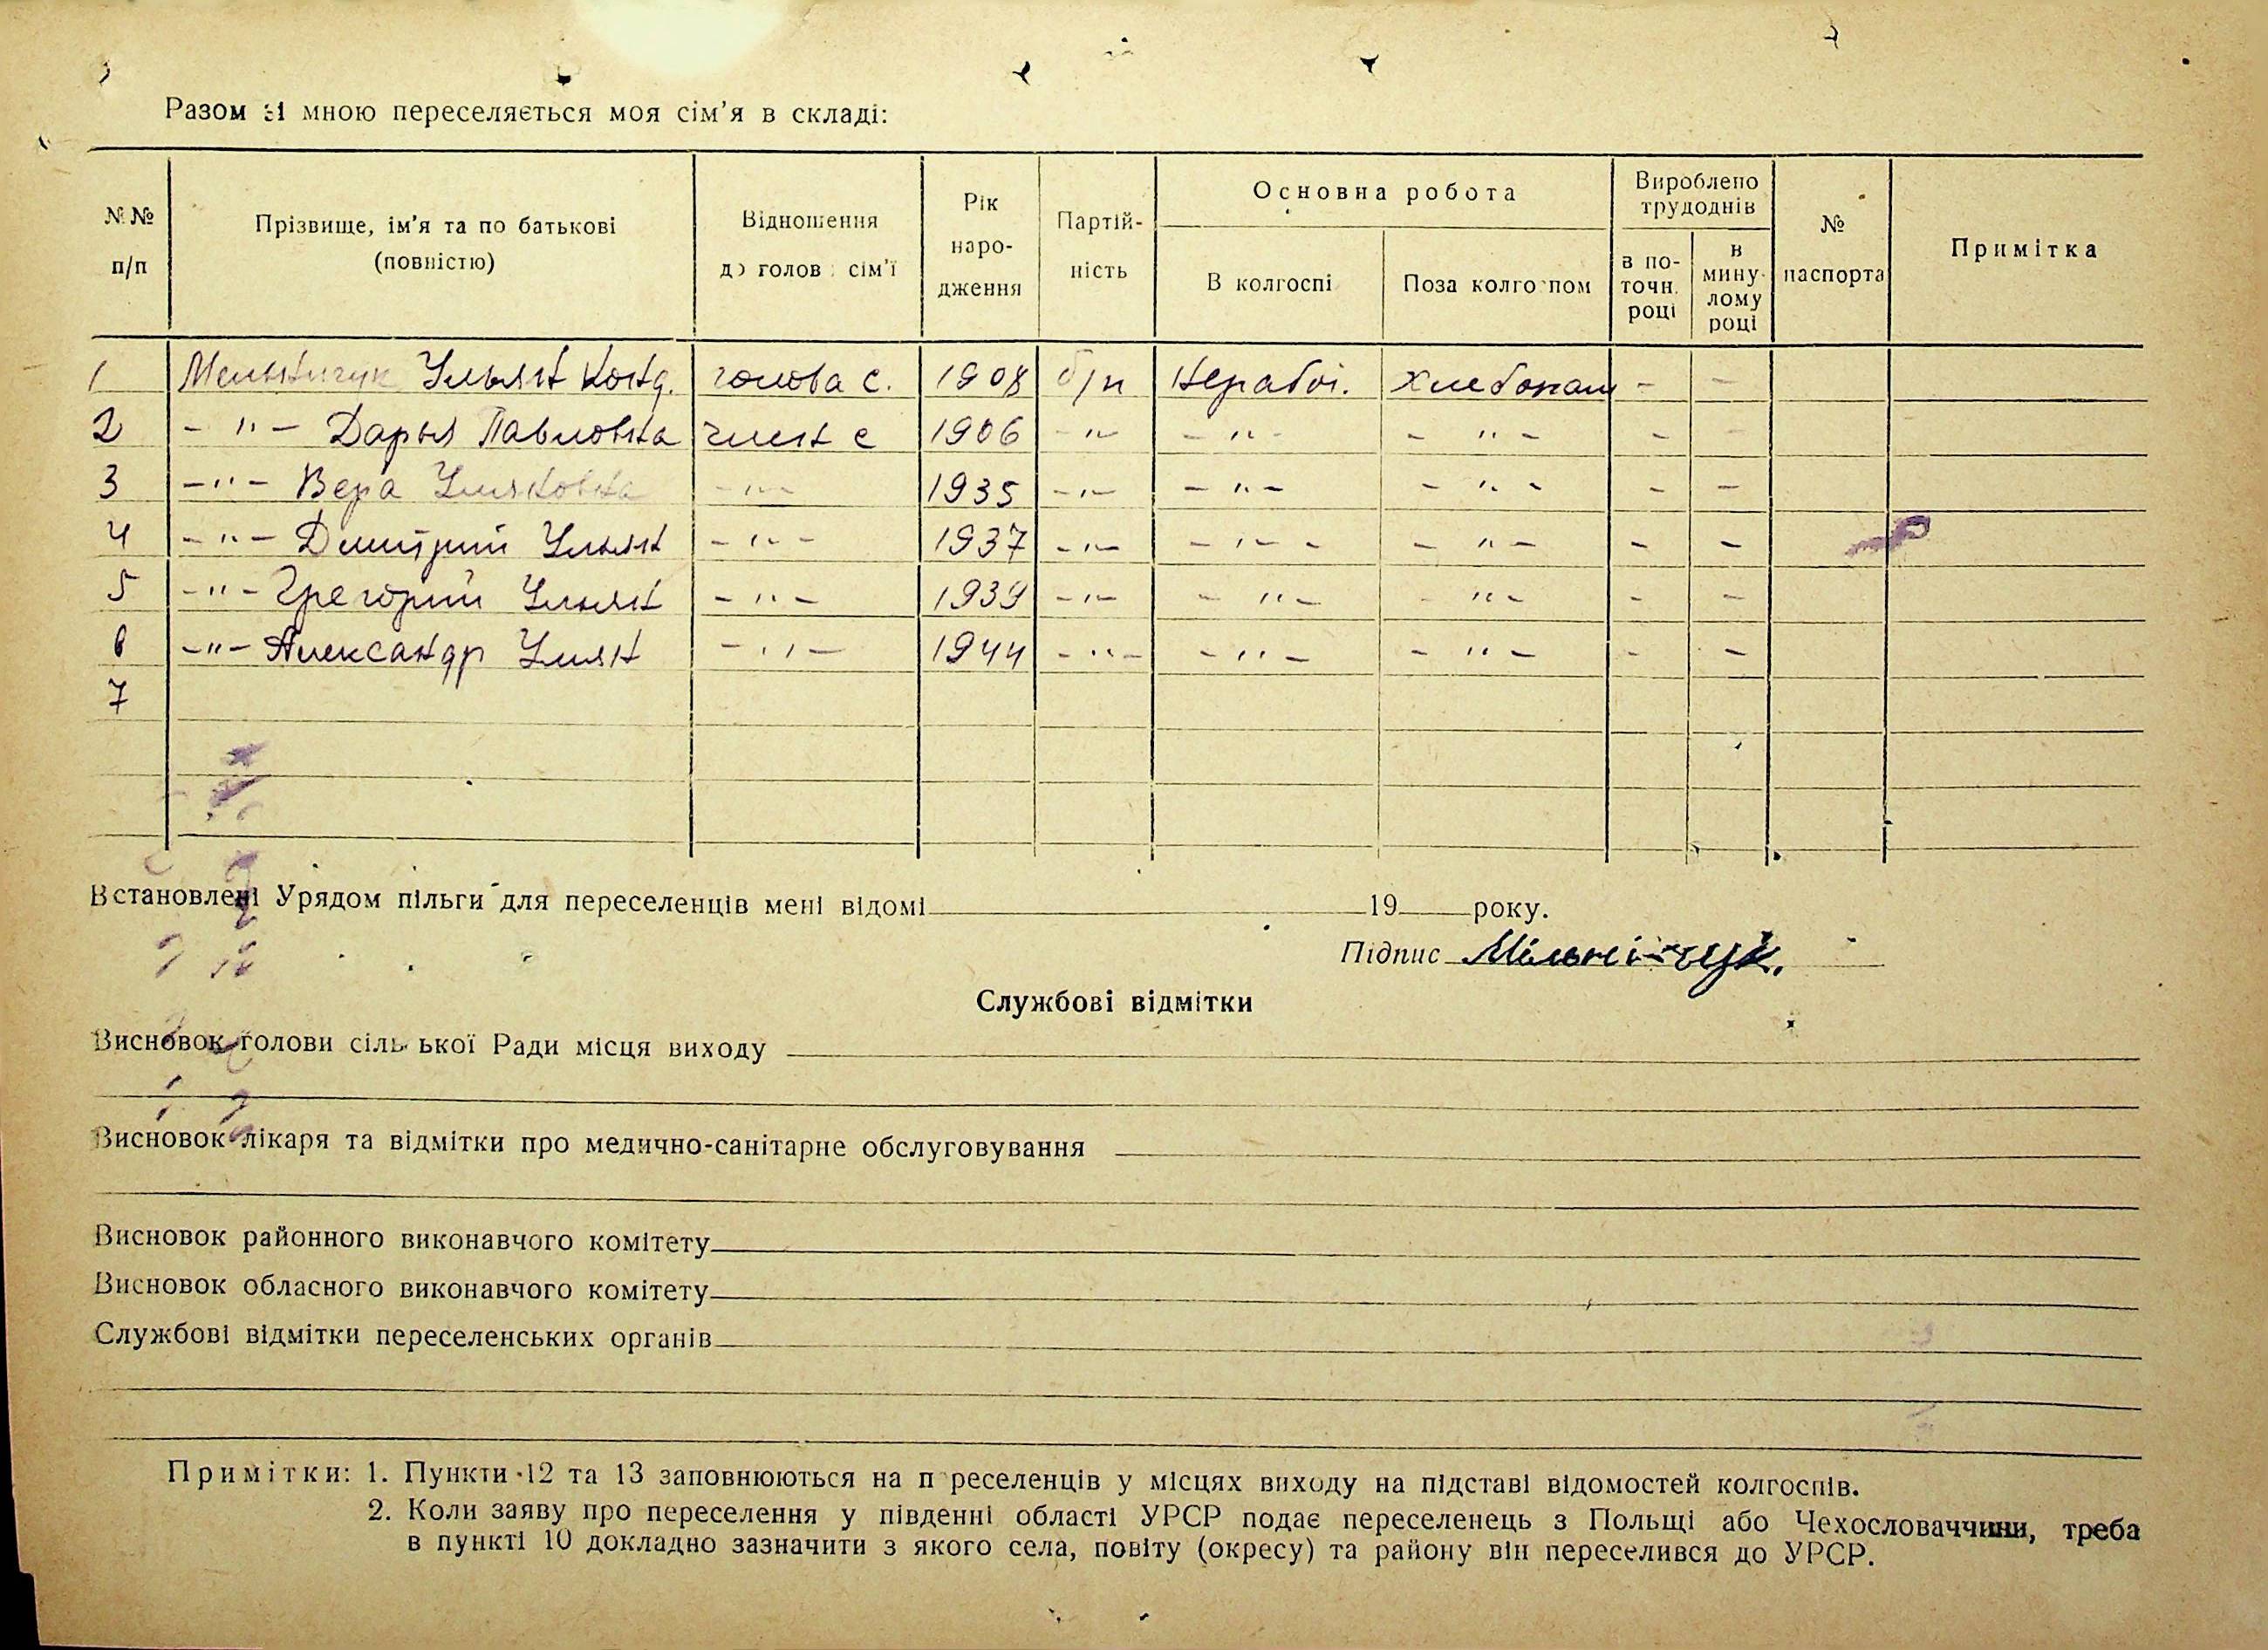 Разом зі мною переселяється моя сім'я в складі:
№№ п/п | Прізвище, ім'я та по батькові (повністю) | Відношення до голови сім'ї | Рік народження | Партійність | Основна робота | Вироблено трудоднів | № паспорта | Примітка
В колгоспі | Поза колгоспом | в поточн. році | в минулому році
1 Мельничук Ульян Конд. голова с. 1908 б/п Нерабоі. хлебопаш - -
2 - " - Дарья Павловна член с 1906 - " - " - - " - - -
3 - " - Вера Уляновна - " - 1935 - " - - " - - " - - -
4 - " - Дмитрий Ульян - " - 1937 - " - - " - - " - - -
5 - " - Грегорий Ульян - " - 1939 - " - - " - - " - - -
6 - " - Александр Улян - " - 1944 - " - - " - - " - - -
7
Встановлені Урядом пільги для переселенців мені відомі 19 року.
Підпис Мельничук.
Службові відмітки
Висновок голови сільської Ради місця виходу
Висновок лікаря та відмітки про медично-санітарне обслуговування
Висновок районного виконавчого комітету
Висновок обласного виконавчого комітету
Службові відмітки переселенських органів
Примітки: 1. Пункти 12 та 13 заповнюються на переселенців у місцях виходу на підставі відомостей колгоспів.
2. Коли заяву про переселення у південні області УРСР подає переселенець з Польщі або Чехословаччини, треба
в пункті 10 докладно зазначити з якого села, повіту (окресу) та району він переселився до УРСР.